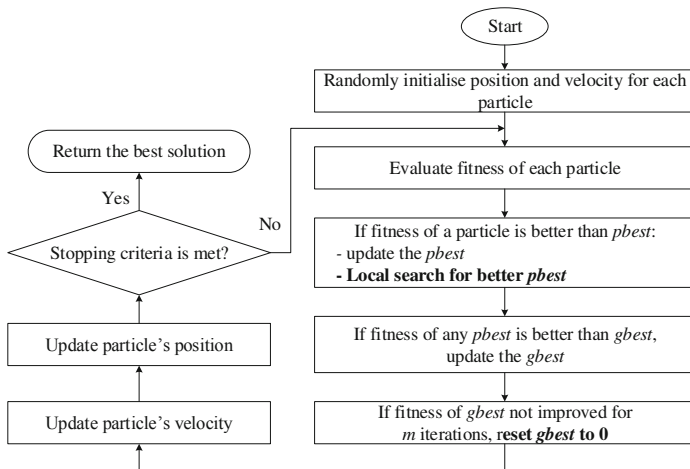 Start
Randomly initialise position and velocity for each
particle
Evaluate fitness of each particle
If fitness of a particle is better than pbest:
- update the pbest
- Local search for better pbest
If fitness of any pbest is better than gbest,
update the gbest
If fitness of gbest not improved for
m iterations, reset gbest to 0
Update particle's velocity
Update particle's position
Stopping criteria is met?
No
Yes
Return the best solution